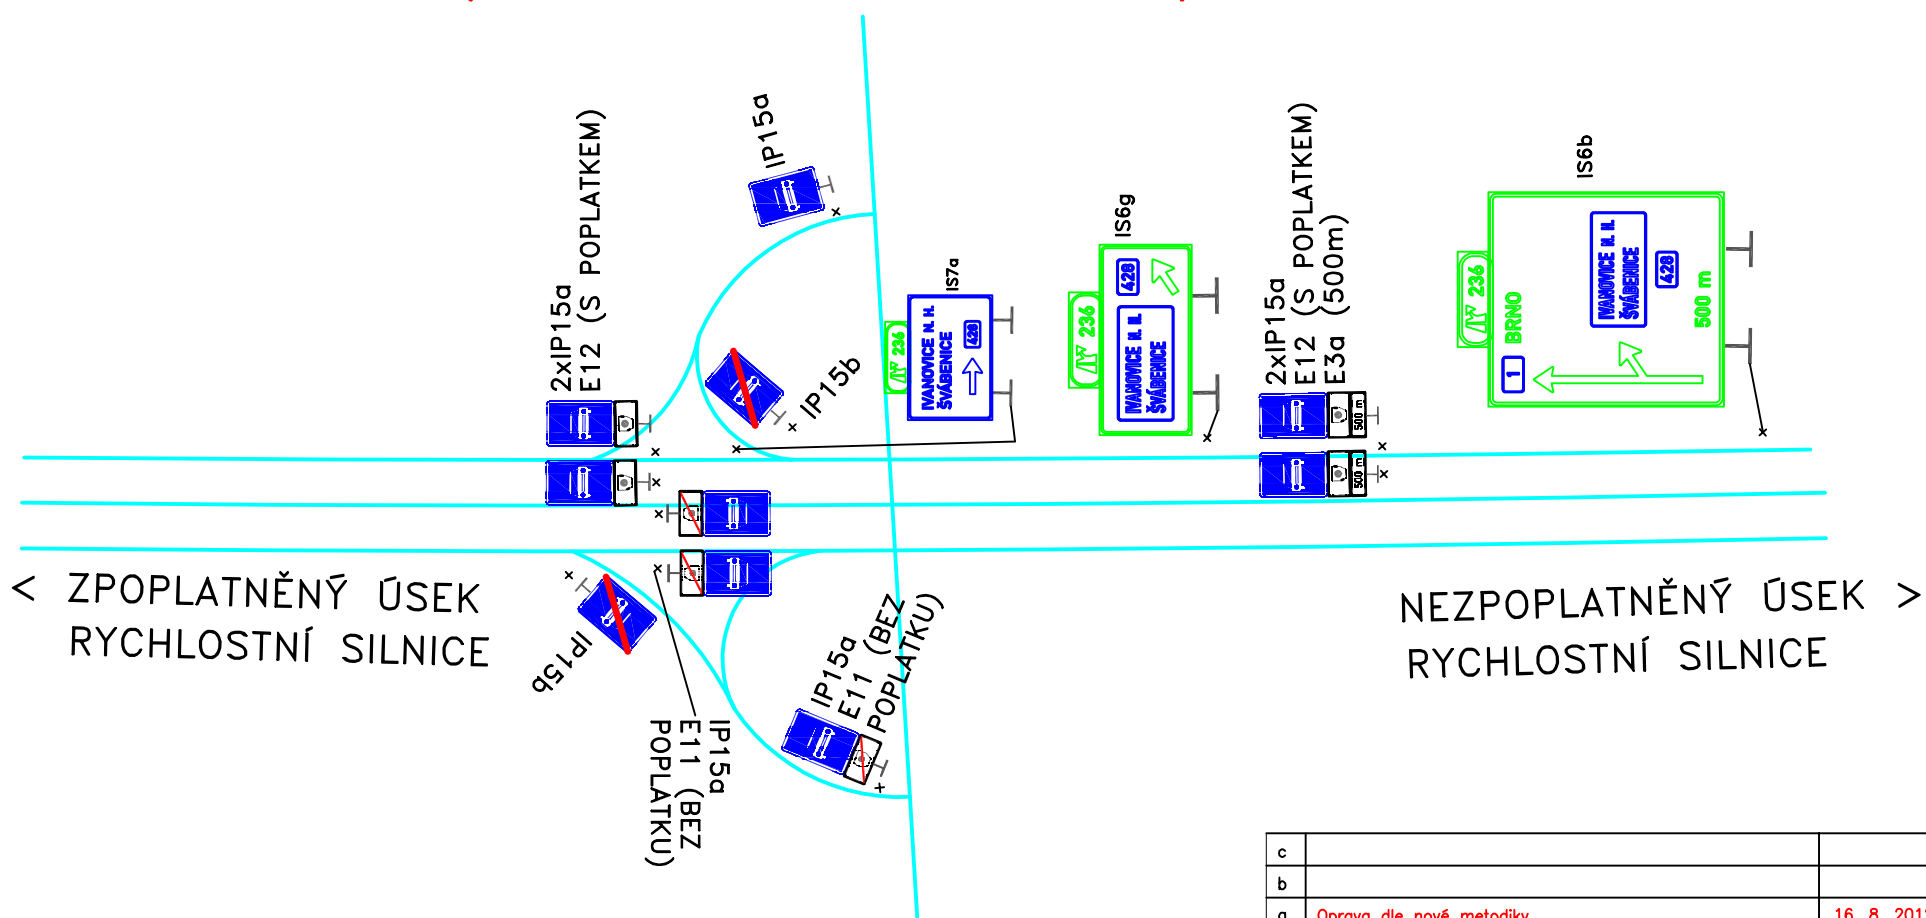 IP15a
2xIP15a
E12 (S POPLATKEM)
IP15b
IS7a
236
IVANOVICE N. H.
ŠVÁBENICE
428
IS6g
236
428
IVANOVICE N. H.
ŠVÁBENICE
2xIP15a
E12 (S POPLATKEM)
E3a (500m)
500 m
500 m
IS6b
236
BRNO
1
IVANOVICE N. H.
ŠVÁBENICE
428
500 m
< ZPOPLATNĚNÝ ÚSEK
RYCHLOSTNÍ SILNICE
NEZPOPLATNĚNÝ ÚSEK >
RYCHLOSTNÍ SILNICE
IP15b
IP15a
E11 (BEZ
POPLATKU)
IP15a
E11 (BEZ
POPLATKU)
c
b
a Oprava dle nové metodiky 16. 8. 201